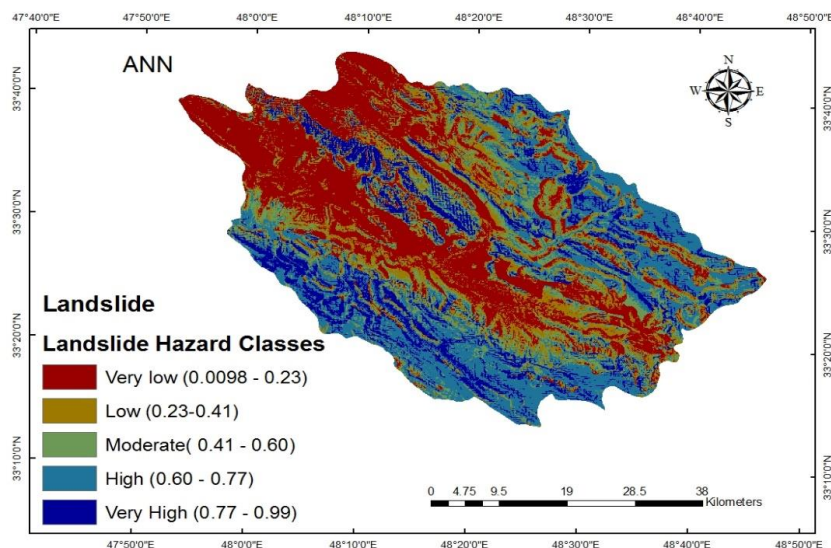 47°40'0"E 47°50'0"E 48°0'0"E 48°10'0"E 48°20'0"E 48°30'0"E 48°40'0"E 48°50'0"E
ANN
N
W E
S
33°40'0"N 33°40'0"N
33°30'0"N 33°30'0"N
33°20'0"N 33°20'0"N
33°10'0"N 33°10'0"N
Landslide
Landslide Hazard Classes
Very low (0.0098 - 0.23)
Low (0.23-0.41)
Moderate( 0.41 - 0.60)
High (0.60 - 0.77)
Very High (0.77 - 0.99)
0 4.75 9.5 19 28.5 38
Kilometers
47°50'0"E 48°0'0"E 48°10'0"E 48°20'0"E 48°30'0"E 48°40'0"E 48°50'0"E